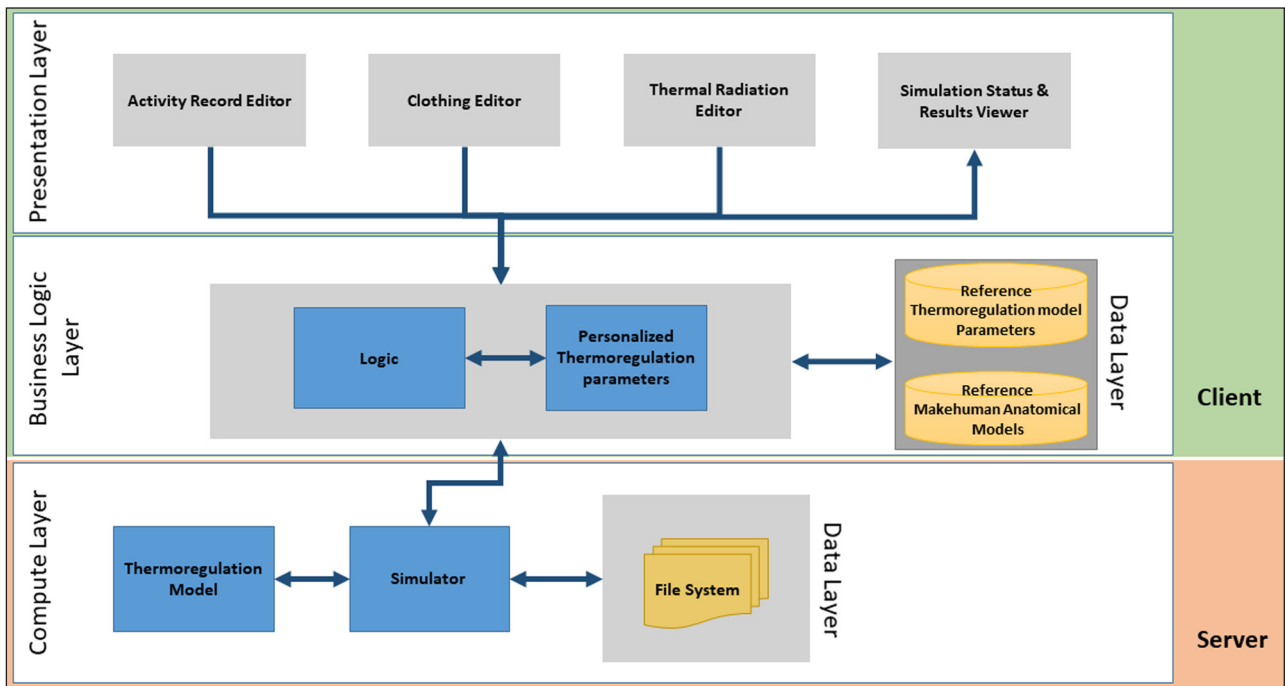 Presentation Layer
Activity Record Editor
Clothing Editor
Thermal Radiation
Editor
Simulation Status &
Results Viewer
Business Logic
Layer
Logic
Personalized
Thermoregulation
parameters
Reference
Thermoregulation model
Parameters
Reference
Makehuman Anatomical
Models
Data Layer
Client
Compute Layer
Thermoregulation
Model
Simulator
File System
Data Layer
Server